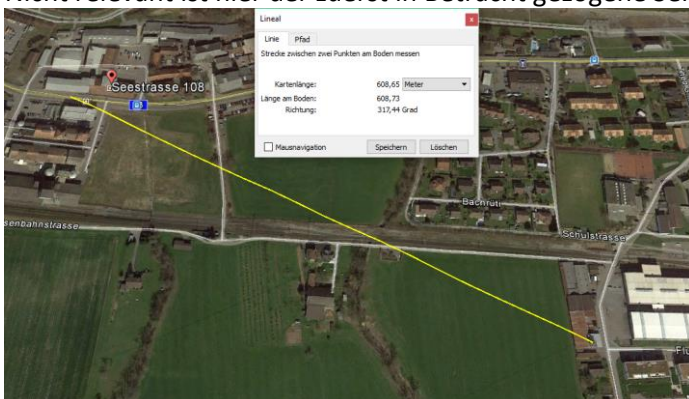 Nicht relevant ist hier der zuerst in Betracht gezogene
Lineal
Linie Pfad
Strecke zwischen zwei Punkten am Boden messen
Kartenlänge: 608,65 Meter
Länge am Boden: 608,73
Richtung: 317,44 Grad
Mausnavigation Speichern Löschen
Seestrasse 108
Bachrüti
senbahnstrasse
Schulstrasse